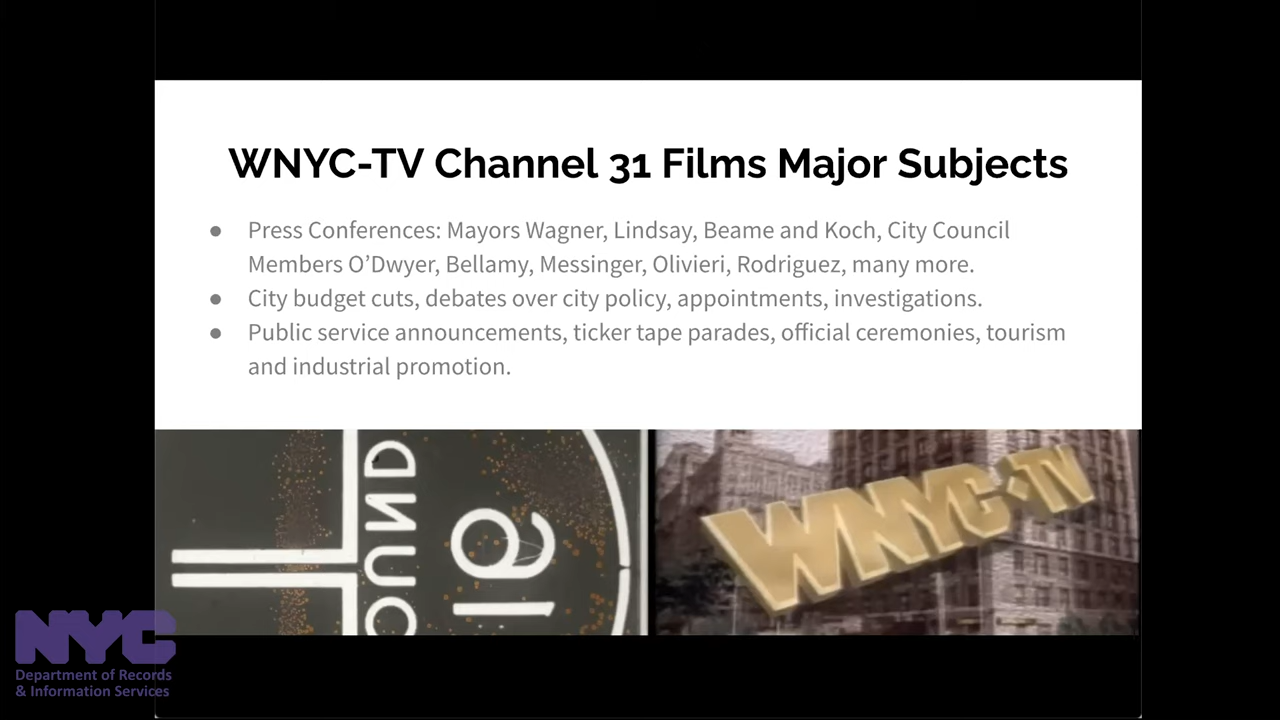 WNYC-TV Channel 31 Films Major Subjects
● Press Conferences: Mayors Wagner, Lindsay, Beame and Koch, City Council
Members O’Dwyer, Bellamy, Messinger, Olivieri, Rodriguez, many more.
● City budget cuts, debates over city policy, appointments, investigations.
● Public service announcements, ticker tape parades, official ceremonies, tourism
and industrial promotion.
OUND
19
WNYC·TV
NYC
Department of Records
& Information Services